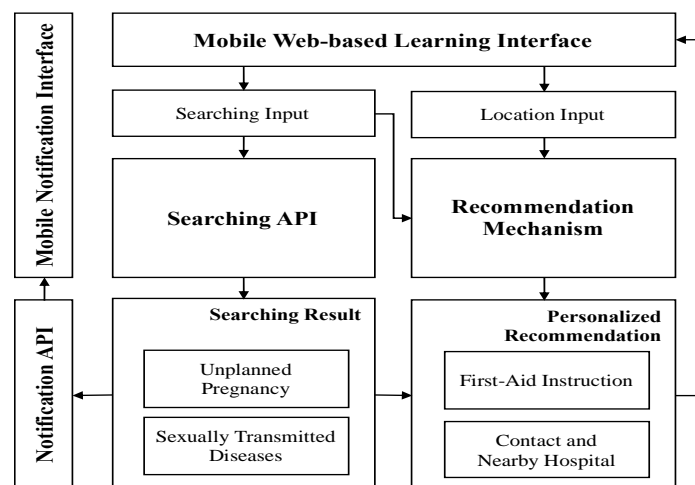 Mobile Web-based Learning Interface
Mobile Notification Interface
Searching Input
Location Input
Searching API
Recommendation
Mechanism
Notification API
Searching Result
Unplanned
Pregnancy
Sexually Transmitted
Diseases
Personalized
Recommendation
First-Aid Instruction
Contact and
Nearby Hospital